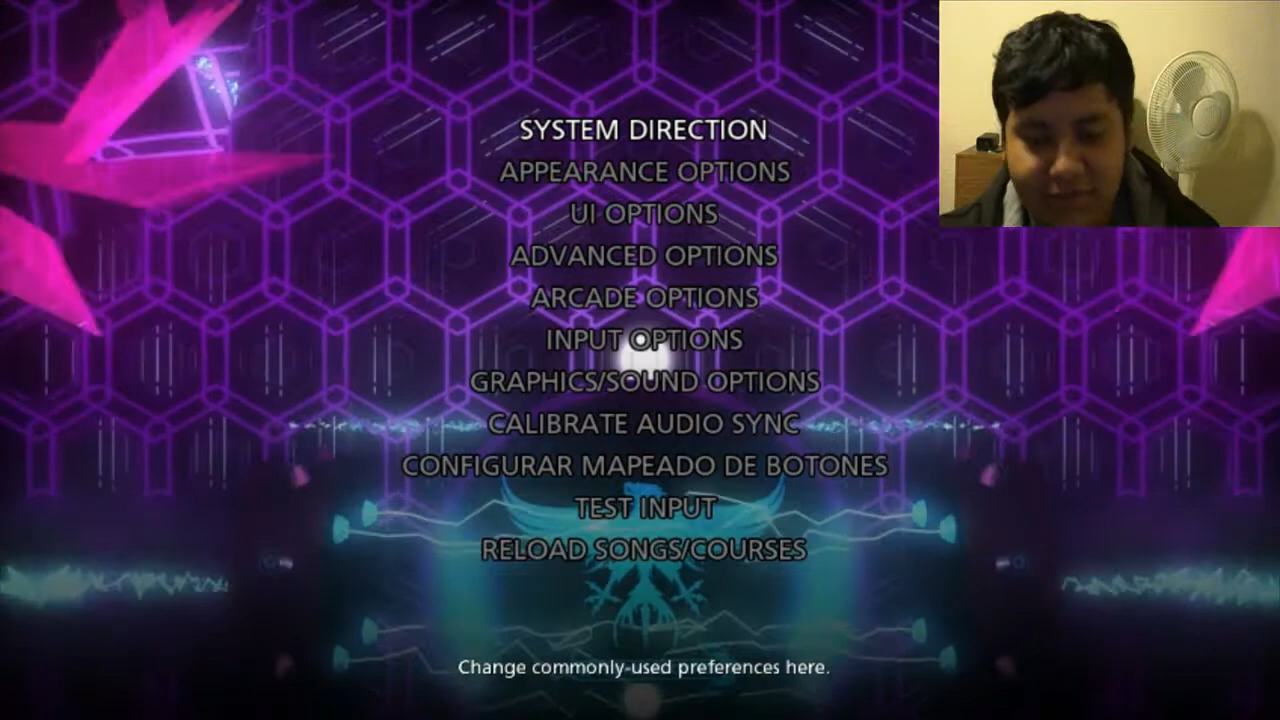 SYSTEM DIRECTION
APPEARANCE OPTIONS
UI OPTIONS
ADVANCED OPTIONS
ARCADE OPTIONS
INPUT OPTIONS
GRAPHICS/SOUND OPTIONS
CALIBRATE AUDIO SYNC
CONFIGURAR MAPEADO DE BOTONES
TEST INPUT
RELOAD SONGS/COURSES
Change commonly-used preferences here.